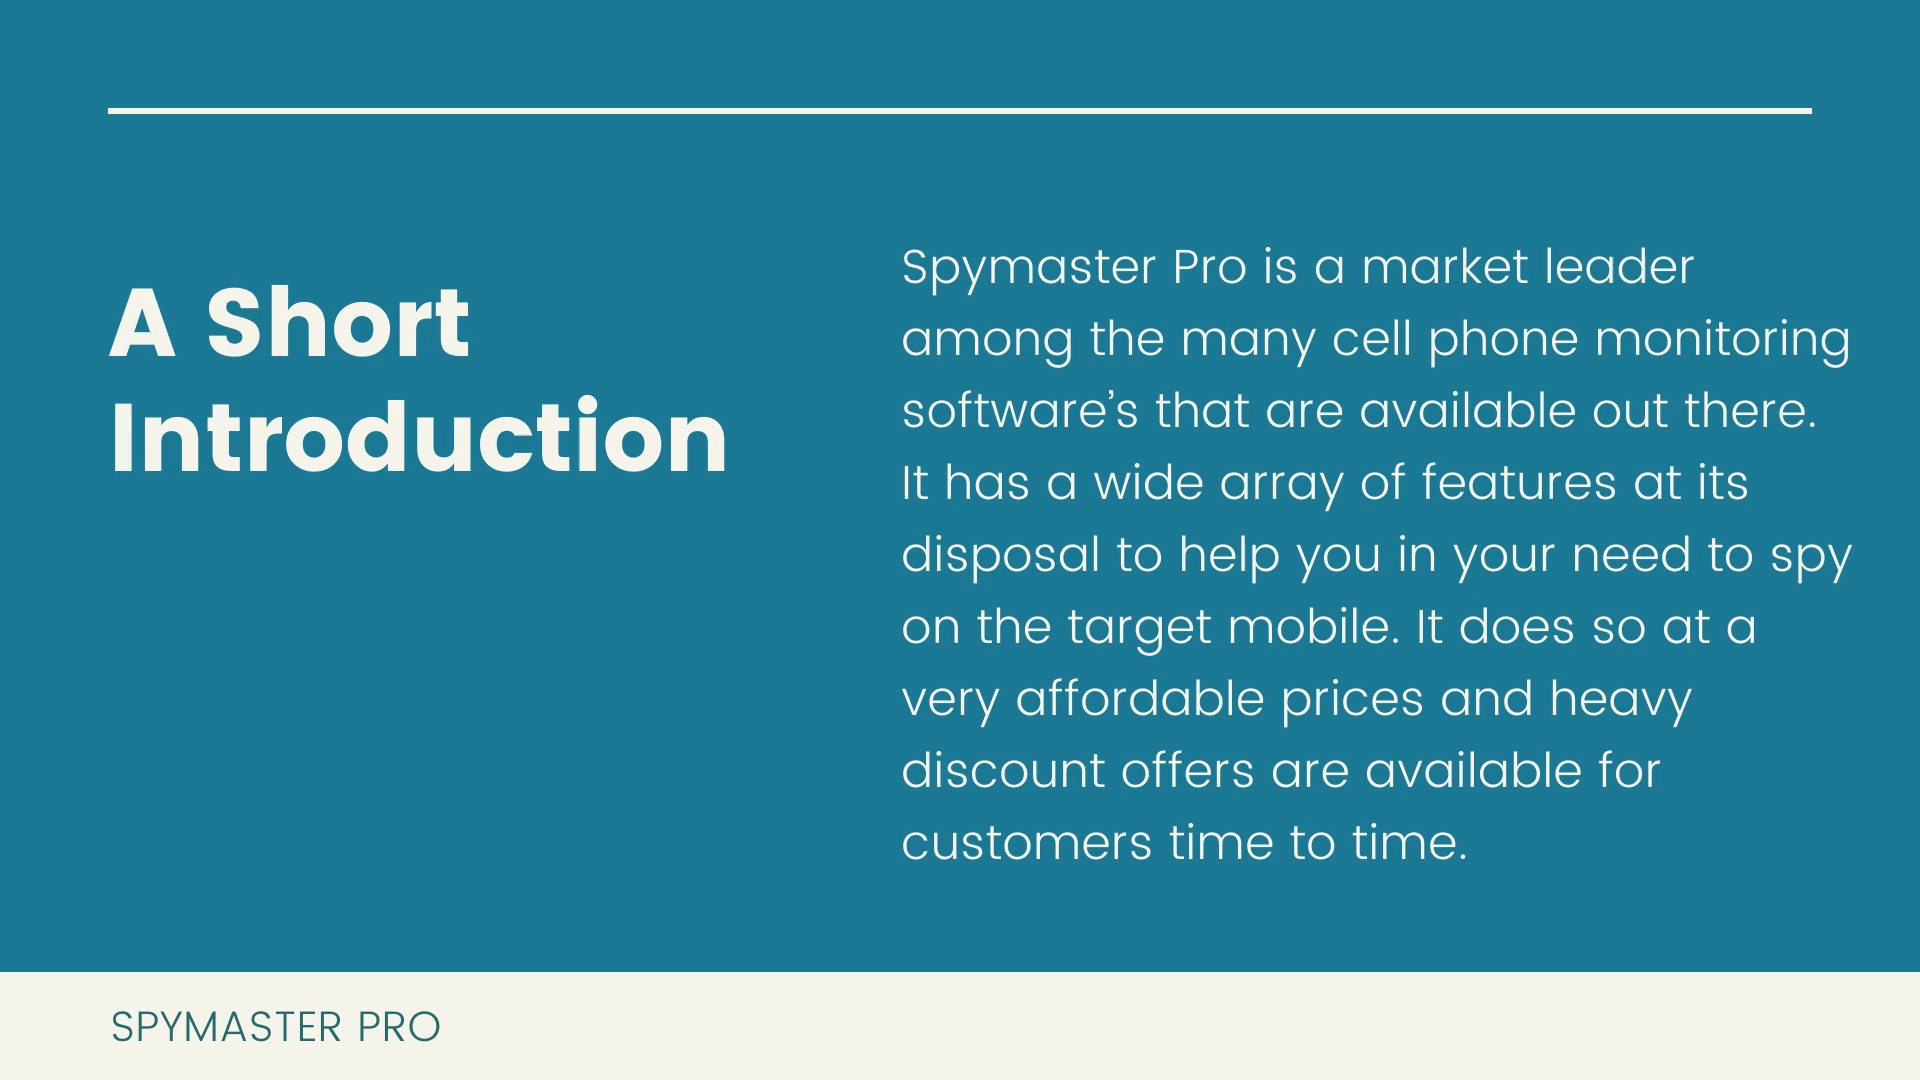 A Short
Introduction
Spymaster Pro is a market leader
among the many cell phone monitoring
software’s that are available out there.
It has a wide array of features at its
disposal to help you in your need to spy
on the target mobile. It does so at a
very affordable prices and heavy
discount offers are available for
customers time to time.
SPYMASTER PRO